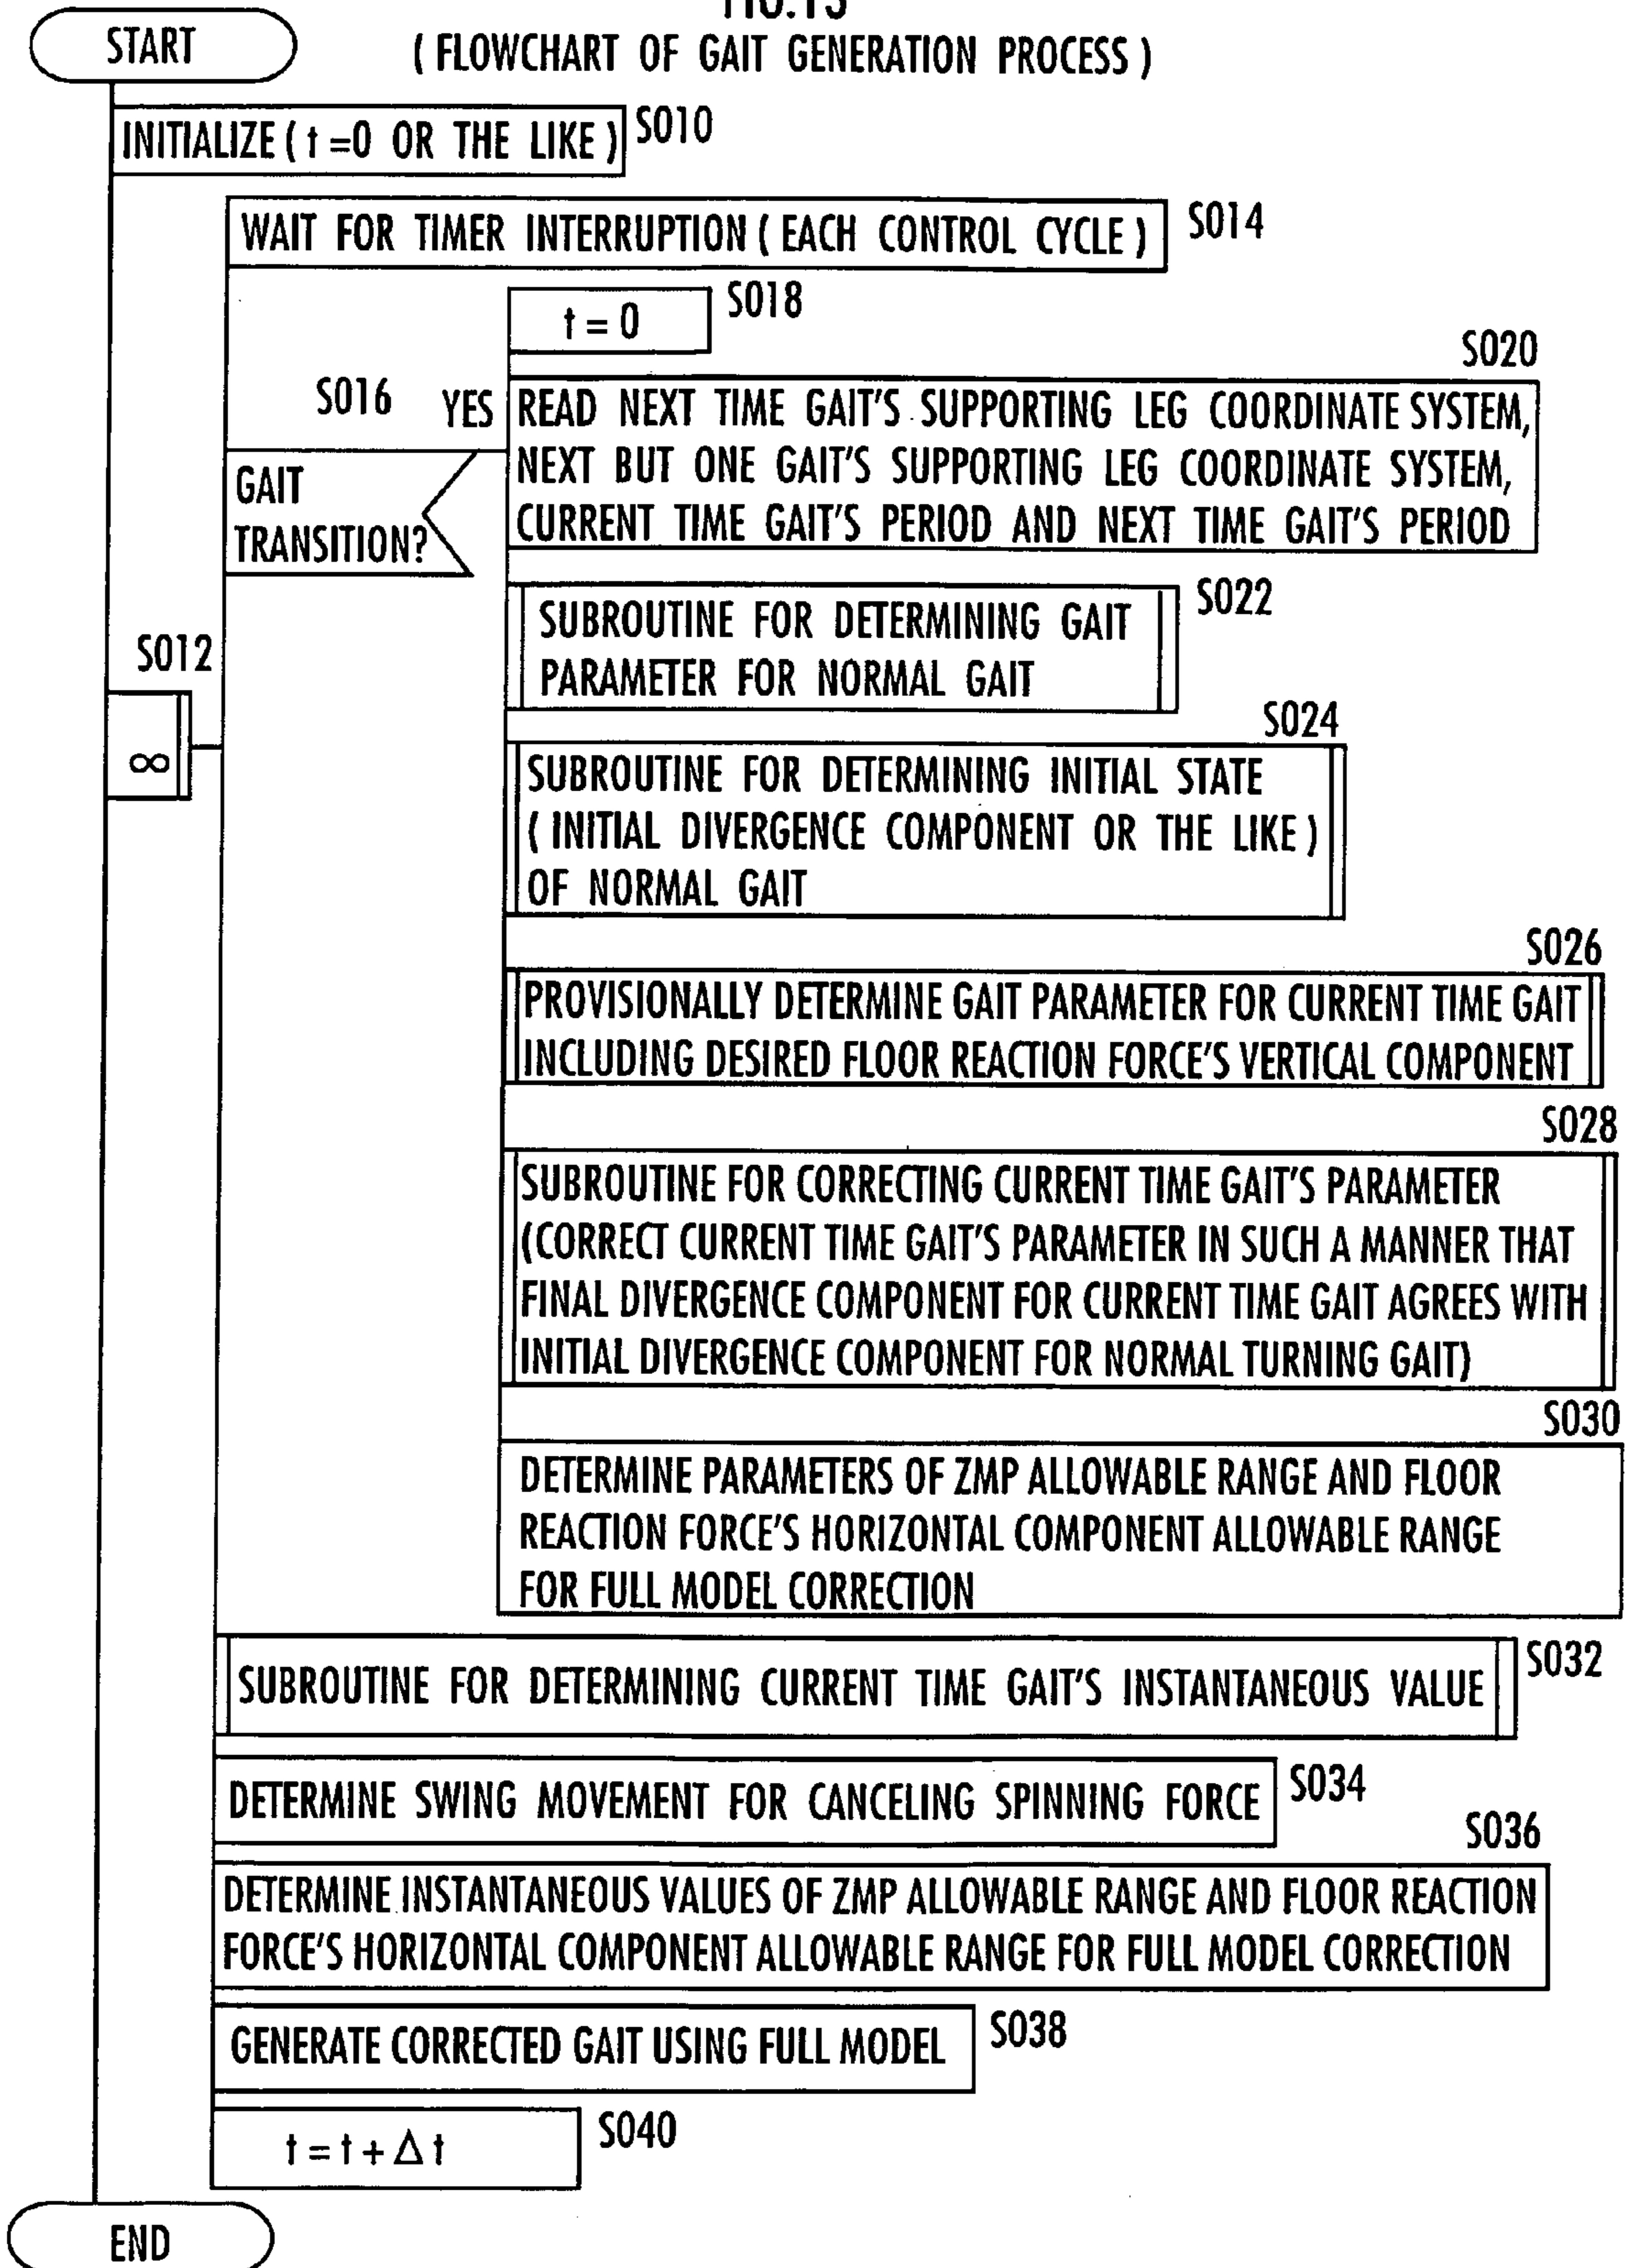 FIG.13
( FLOWCHART OF GAIT GENERATION PROCESS )
START
INITIALIZE ( t =0 OR THE LIKE )
S010
WAIT FOR TIMER INTERRUPTION ( EACH CONTROL CYCLE )
S014
t = 0
S018
S016
GAIT
TRANSITION?
YES
S020
READ NEXT TIME GAIT'S SUPPORTING LEG COORDINATE SYSTEM,
NEXT BUT ONE GAIT'S SUPPORTING LEG COORDINATE SYSTEM,
CURRENT TIME GAIT'S PERIOD AND NEXT TIME GAIT'S PERIOD
SUBROUTINE FOR DETERMINING GAIT
PARAMETER FOR NORMAL GAIT
S022
S012
∞
S024
SUBROUTINE FOR DETERMINING INITIAL STATE
( INITIAL DIVERGENCE COMPONENT OR THE LIKE )
OF NORMAL GAIT
S026
PROVISIONALLY DETERMINE GAIT PARAMETER FOR CURRENT TIME GAIT
INCLUDING DESIRED FLOOR REACTION FORCE'S VERTICAL COMPONENT
S028
SUBROUTINE FOR CORRECTING CURRENT TIME GAIT'S PARAMETER
(CORRECT CURRENT TIME GAIT'S PARAMETER IN SUCH A MANNER THAT
FINAL DIVERGENCE COMPONENT FOR CURRENT TIME GAIT AGREES WITH
INITIAL DIVERGENCE COMPONENT FOR NORMAL TURNING GAIT)
S030
DETERMINE PARAMETERS OF ZMP ALLOWABLE RANGE AND FLOOR
REACTION FORCE'S HORIZONTAL COMPONENT ALLOWABLE RANGE
FOR FULL MODEL CORRECTION
SUBROUTINE FOR DETERMINING CURRENT TIME GAIT'S INSTANTANEOUS VALUE
S032
DETERMINE SWING MOVEMENT FOR CANCELING SPINNING FORCE
S034
S036
DETERMINE INSTANTANEOUS VALUES OF ZMP ALLOWABLE RANGE AND FLOOR REACTION
FORCE'S HORIZONTAL COMPONENT ALLOWABLE RANGE FOR FULL MODEL CORRECTION
GENERATE CORRECTED GAIT USING FULL MODEL
S038
t = t + Δ t
S040
END